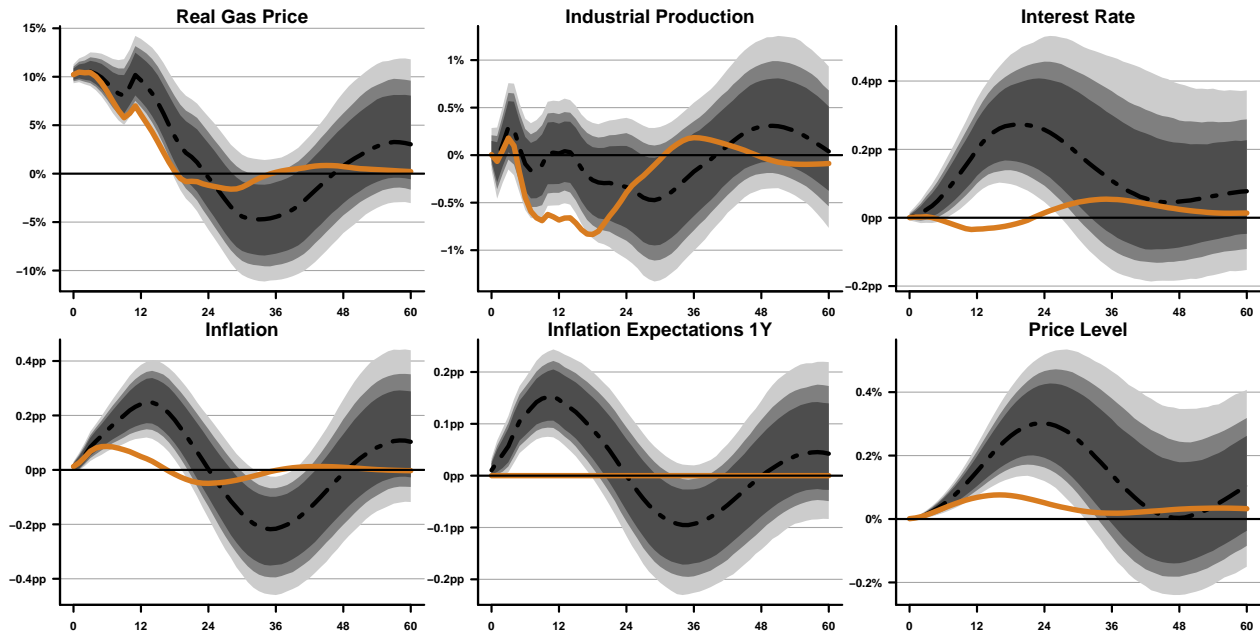 Real Gas Price
15%
10%
5%
0%
−5%
−10%
0 12 24 36 48 60
Industrial Production
1%
0.5%
0%
−0.5%
−1%
0 12 24 36 48 60
Interest Rate
0.4pp
0.2pp
0pp
−0.2pp
0 12 24 36 48 60
Inflation
0.4pp
0.2pp
0pp
−0.2pp
−0.4pp
0 12 24 36 48 60
Inflation Expectations 1Y
0.2pp
0.1pp
0pp
−0.1pp
−0.2pp
0 12 24 36 48 60
Price Level
0.4%
0.2%
0%
−0.2%
0 12 24 36 48 60